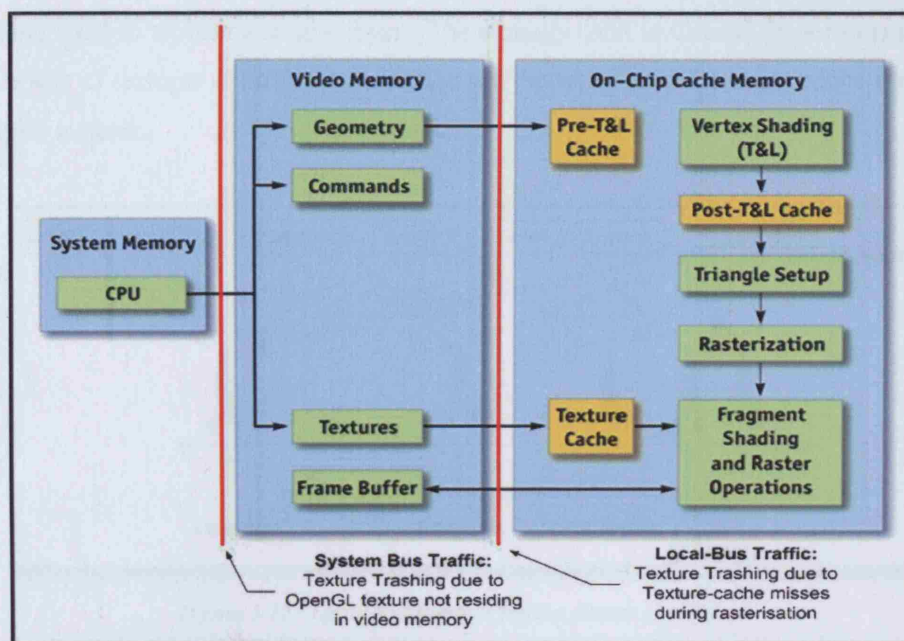 Video Memory
On-Chip Cache Memory
Geometry
Pre-T&L
Cache
Vertex Shading
(T&L)
Commands
Post-T&L Cache
System Memory
CPU
Triangle Setup
Rasterization
Textures
Texture
Cache
Fragment
Shading
and Raster
Operations
Frame Buffer
System Bus Traffic:
Texture Trashing due to
OpenGL texture not residing
in video memory
Local-Bus Traffic:
Texture Trashing due to
Texture-cache misses
during rasterisation